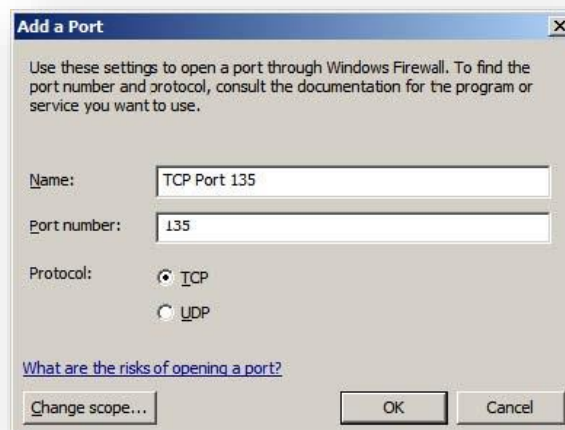 Add a Port
Use these settings to open a port through Windows Firewall. To find the
port number and protocol, consult the documentation for the program or
service you want to use.
Name: TCP Port 135
Port number: 135
Protocol: TCP
UDP
What are the risks of opening a port?
Change scope... OK Cancel